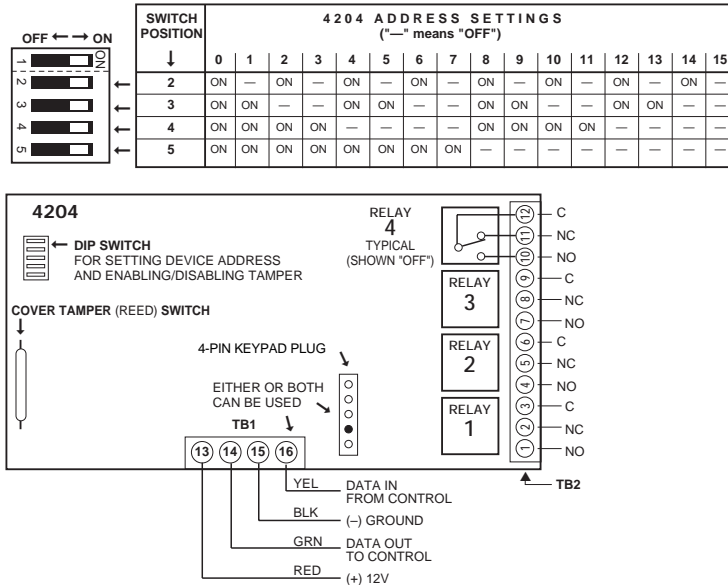 OFF ← → ON
ON
1
2
3
4
5
SWITCH POSITION ↓ 4204 ADDRESS SETTINGS
("—" means "OFF")
0 1 2 3 4 5 6 7 8 9 10 11 12 13 14 15
2 ON — ON — ON — ON — ON — ON — ON — ON —
3 ON ON — — ON ON — — ON ON — — ON ON — —
4 ON ON ON ON — — — — ON ON ON ON — — — —
5 ON ON ON ON ON ON ON ON — — — — — — — —
4204
DIP SWITCH
FOR SETTING DEVICE ADDRESS
AND ENABLING/DISABLING TAMPER
COVER TAMPER (REED) SWITCH
4-PIN KEYPAD PLUG
EITHER OR BOTH
CAN BE USED
TB1
13 14 15 16
RELAY
4
TYPICAL
(SHOWN "OFF")
RELAY
3
RELAY
2
RELAY
1
12 C
11 NC
10 NO
9 C
8 NC
7 NO
6 C
5 NC
4 NO
3 C
2 NC
1 NO
TB2
YEL DATA IN
FROM CONTROL
BLK (–) GROUND
GRN DATA OUT
TO CONTROL
RED (+) 12V